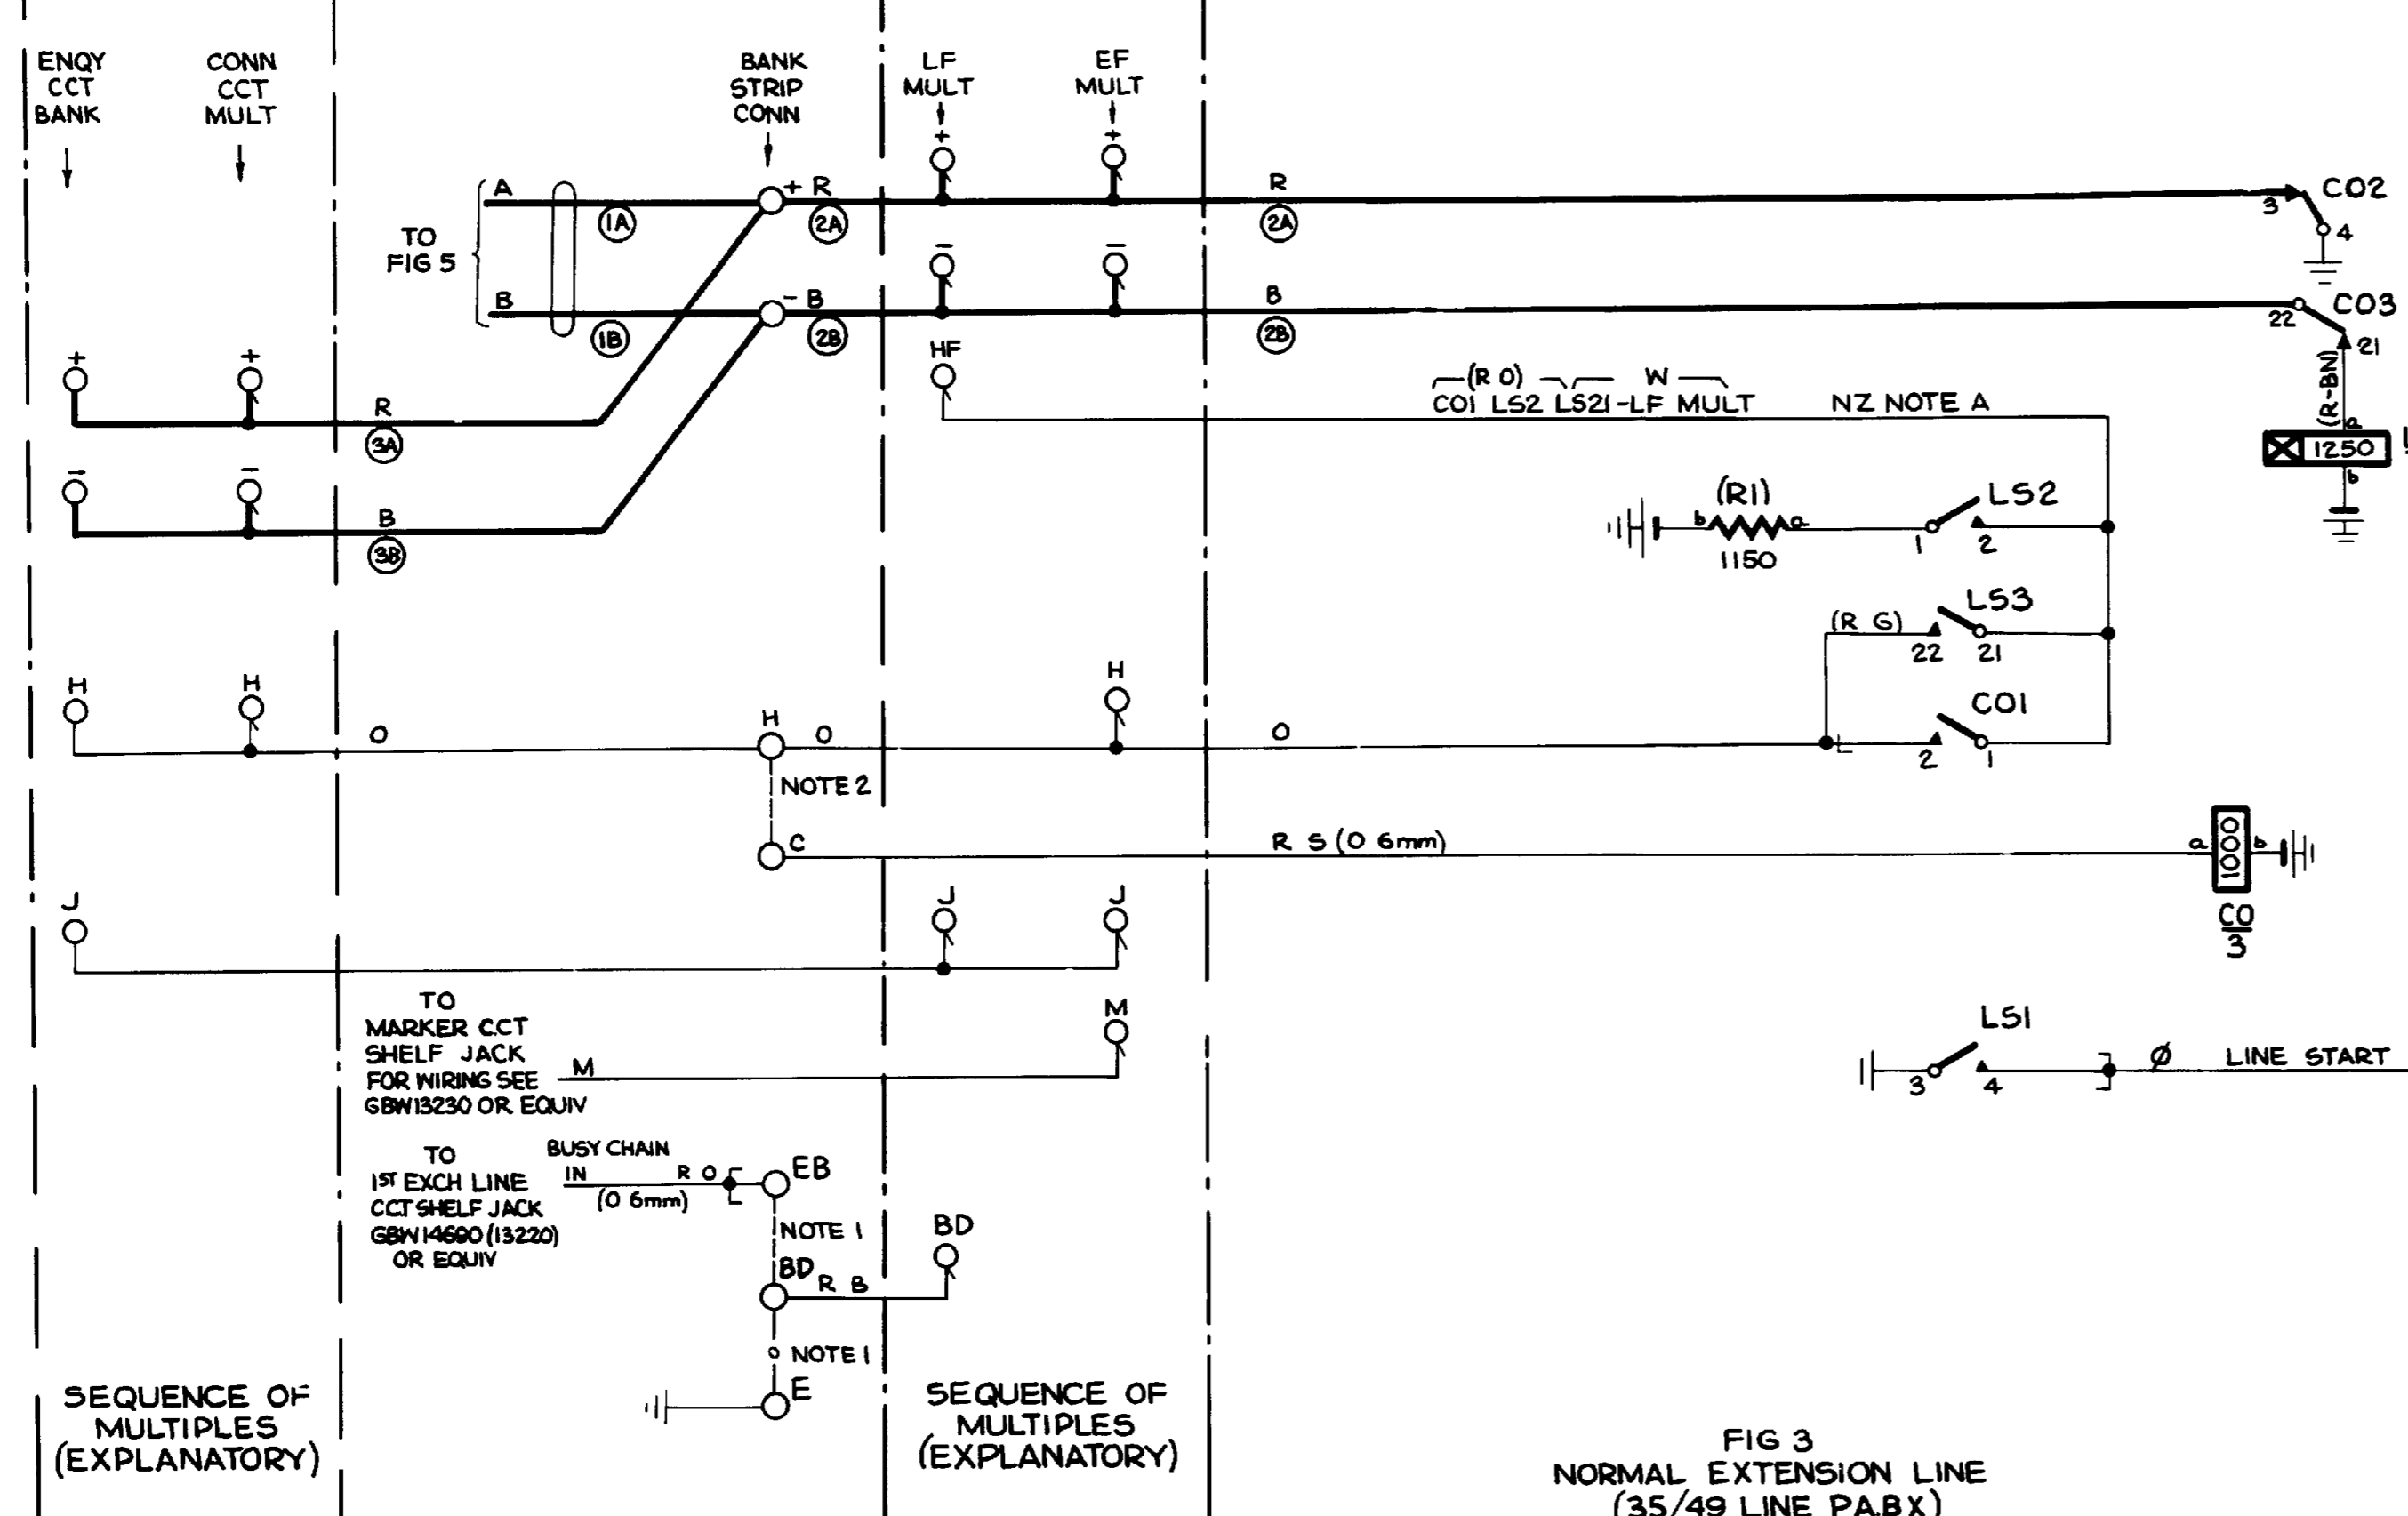 ENQY
CCT
BANK
CONN
CCT
MULT
BANK
STRIP
CONN
LF
MULT
EF
MULT
+
+
A
+ R
R
CO2
1A
2A
2A
3
4
TO
FIG 5
–
–
B
– B
B
CO3
1B
2B
2B
22
21
HF
(R O)
W
CO1 LS2 LS21-LF MULT
NZ NOTE A
(R-BN)
a
1250
b
+
+
R
3A
–
–
B
3B
(R1)
b
a
1150
LS2
1
2
LS3
(R G)
22
21
H
H
H
H
O
O
O
CO1
2
1
NOTE 2
C
R S (0 6mm)
a
1000
b
CO
3
J
J
J
TO
MARKER CCT
SHELF JACK
FOR WIRING SEE
GBW13230 OR EQUIV
M
M
LS1
3
4
Ø
LINE START
TO
1ST EXCH LINE
CCT SHELF JACK
GBW14690 (13220)
OR EQUIV
BUSY CHAIN
IN
R O
(0 6mm)
EB
NOTE 1
BD
R B
BD
NOTE 1
E
SEQUENCE OF
MULTIPLES
(EXPLANATORY)
SEQUENCE OF
MULTIPLES
(EXPLANATORY)
FIG 3
NORMAL EXTENSION LINE
(35/49 LINE P.A.B.X)